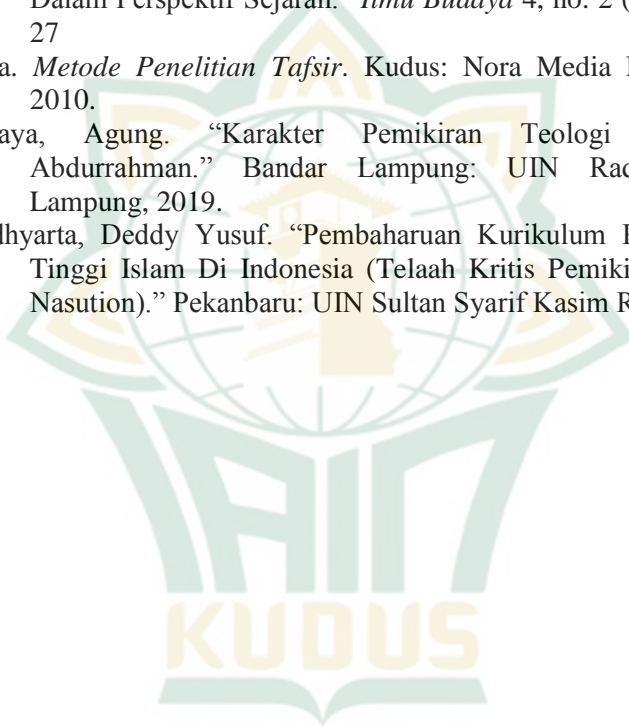 Dalam Perspektif Sejarah." Ilmu Budaya 4, no. 2 (
27
a. Metode Penelitian Tafsir. Kudus: Nora Media
2010.
aya, Agung. “Karakter Pemikiran Teologi
Abdurrahman.” Bandar Lampung: UIN
Lampung, 2019.
dhyarta, Deddy Yusuf. “Pembaharuan Kurikulum
Tinggi Islam Di Indonesia (Telaah Kritis
Nasution).” Pekanbaru: UIN Sultan Syarif Kasim
IAIN
KUDUS